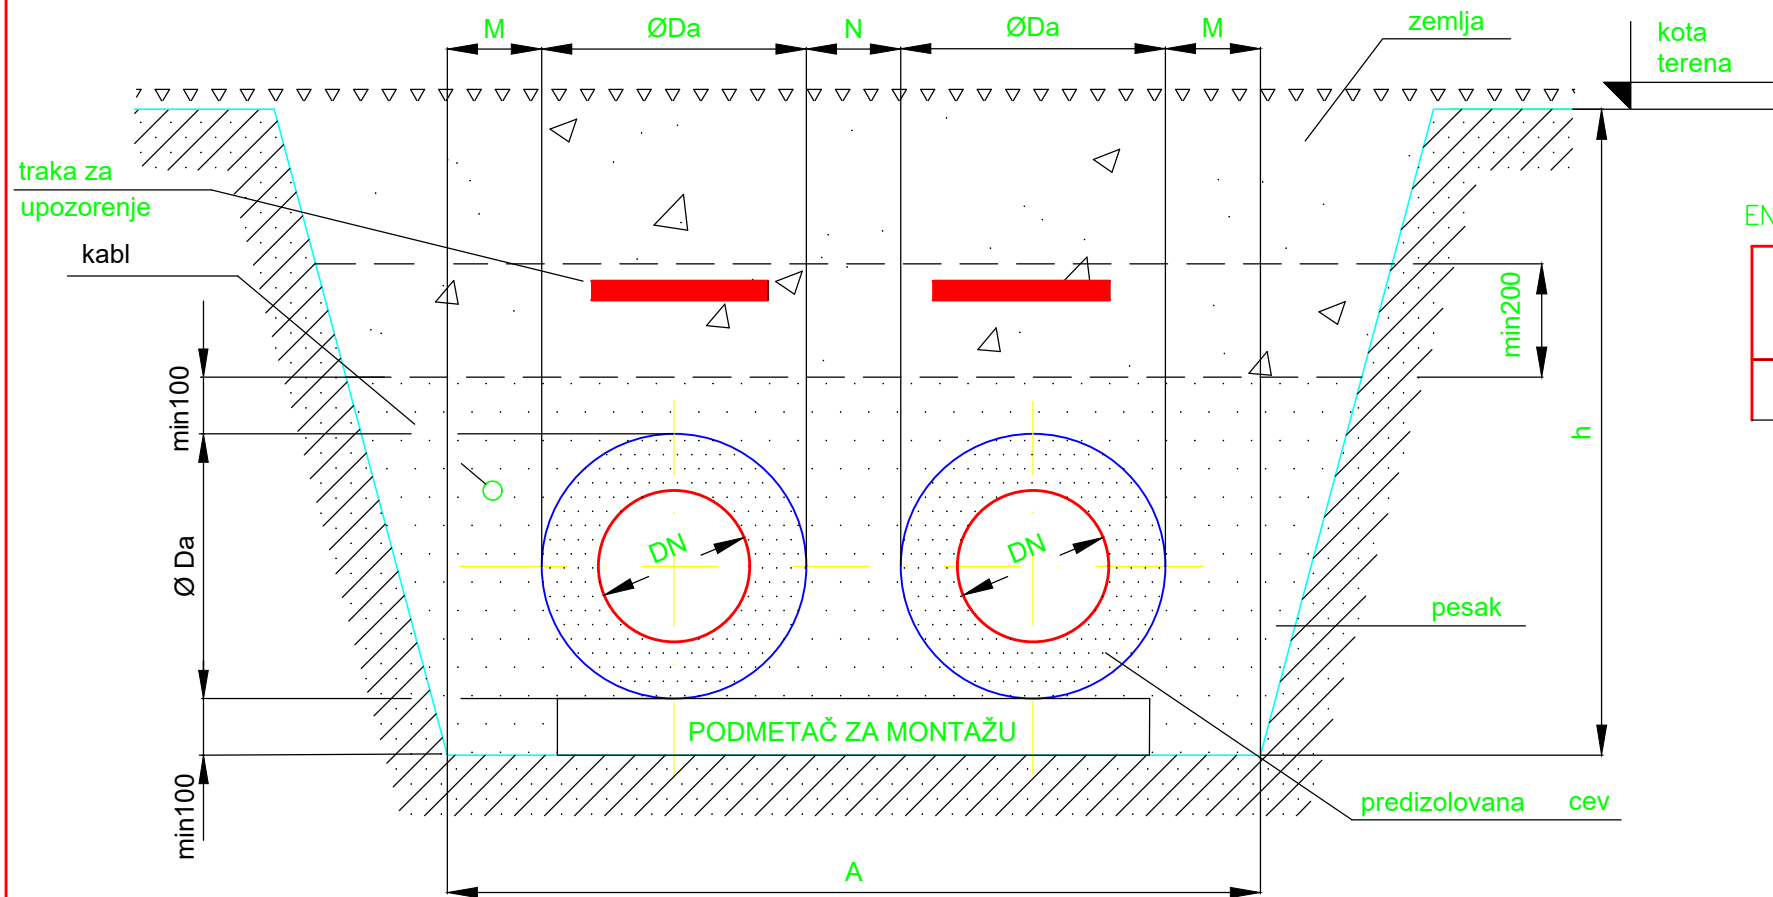 M
ØDa
N
ØDa
M
zemlja
kota
terena
traka za
upozorenje
kabl
EN
min200
min100
h
Ø Da
DN
DN
pesak
PODMETAČ ZA MONTAŽU
min100
predizolovana cev
A